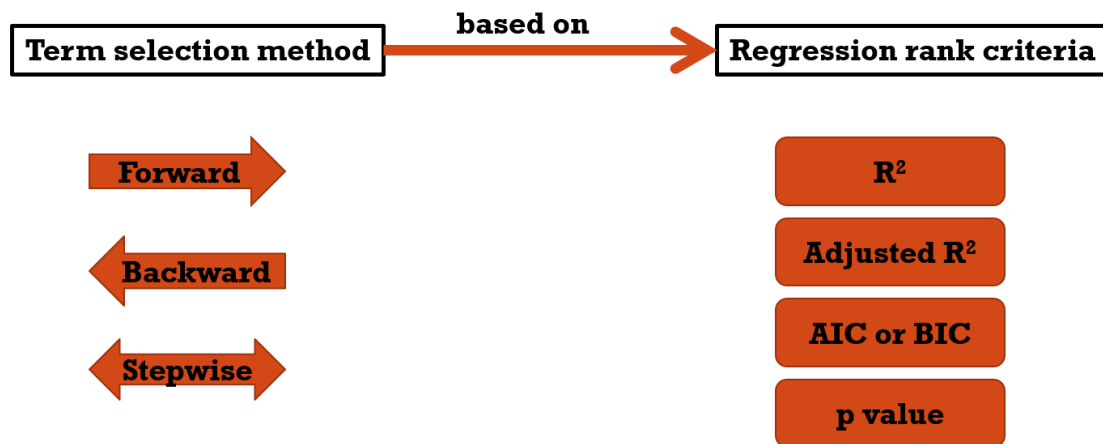 based on
Term selection method
Regression rank criteria
Forward
Backward
Stepwise
R²
Adjusted R²
AIC or BIC
p value